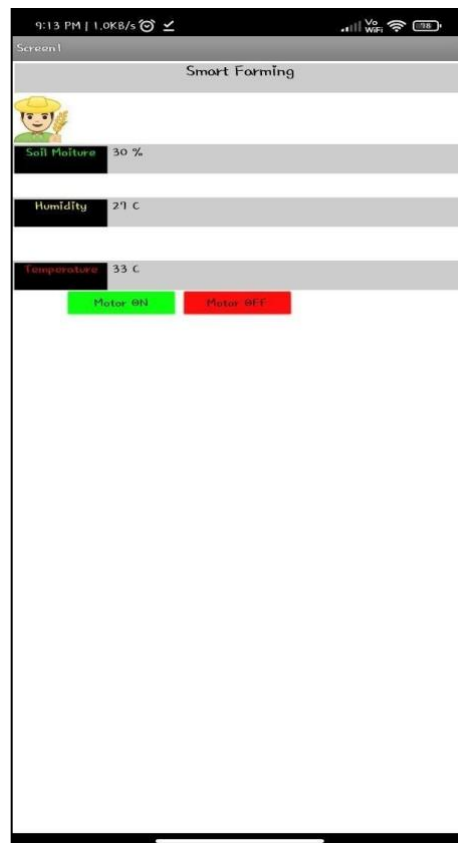 9:13 PM | 1.0KB/s Vo WiFi 98
Screen1
Smart Farming
Soil Moiture 30 %
Humidity 27 C
Temperature 33 C
Motor ON Motor OFF